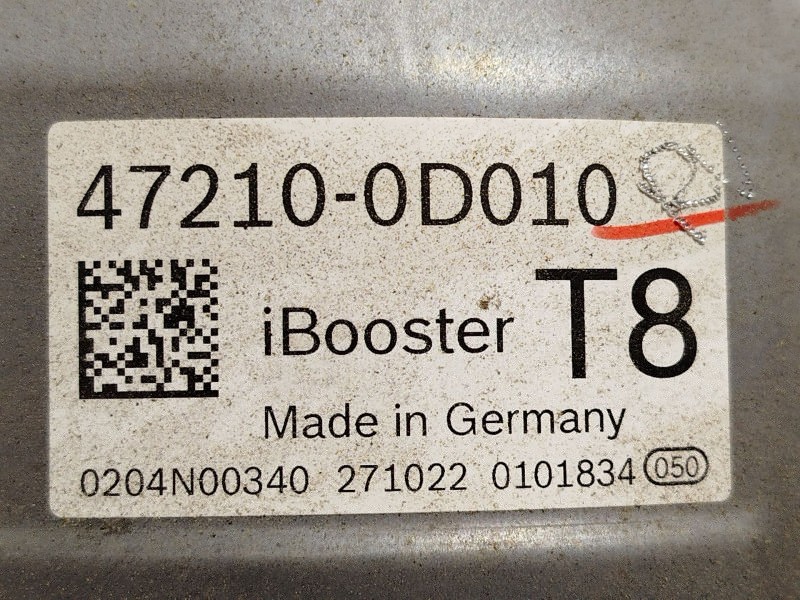 47210-0D010
iBooster T8
Made in Germany
0204N00340 271022 0101834 050